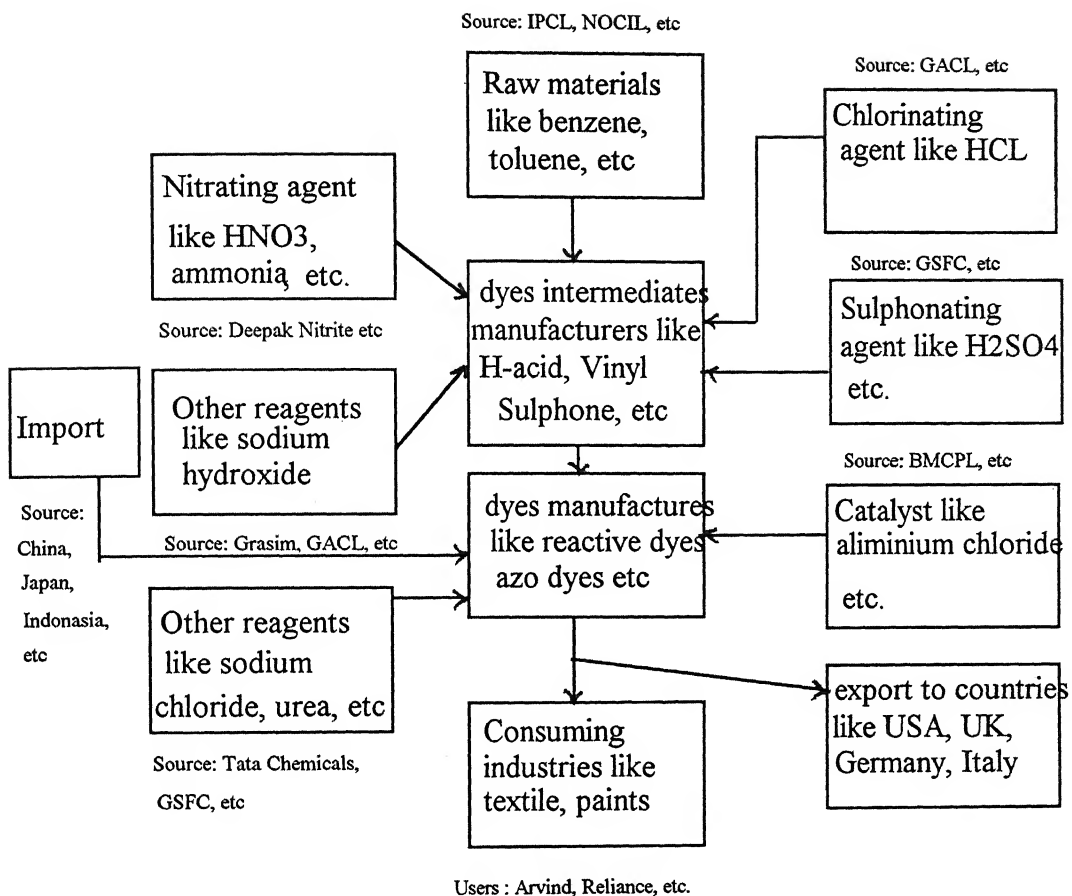 Source: IPCL, NOCIL, etc
Raw materials
like benzene,
toluene, etc
Source: GACL, etc
Chlorinating
agent like HCL
Nitrating agent
like HNO3,
ammonia, etc.
Source: Deepak Nitrite etc
dyes intermediates
manufacturers like
H-acid, Vinyl
Sulphone, etc
Source: GSFC, etc
Sulphonating
agent like H2SO4
etc.
Import
Source:
China,
Japan,
Indonasia,
etc
Other reagents
like sodium
hydroxide
Source: Grasim, GACL, etc
dyes manufactures
like reactive dyes
azo dyes etc
Source: BMCPL, etc
Catalyst like
aliminium chloride
etc.
Other reagents
like sodium
chloride, urea, etc
Source: Tata Chemicals,
GSFC, etc
Consuming
industries like
textile, paints
export to countries
like USA, UK,
Germany, Italy
Users : Arvind, Reliance, etc.